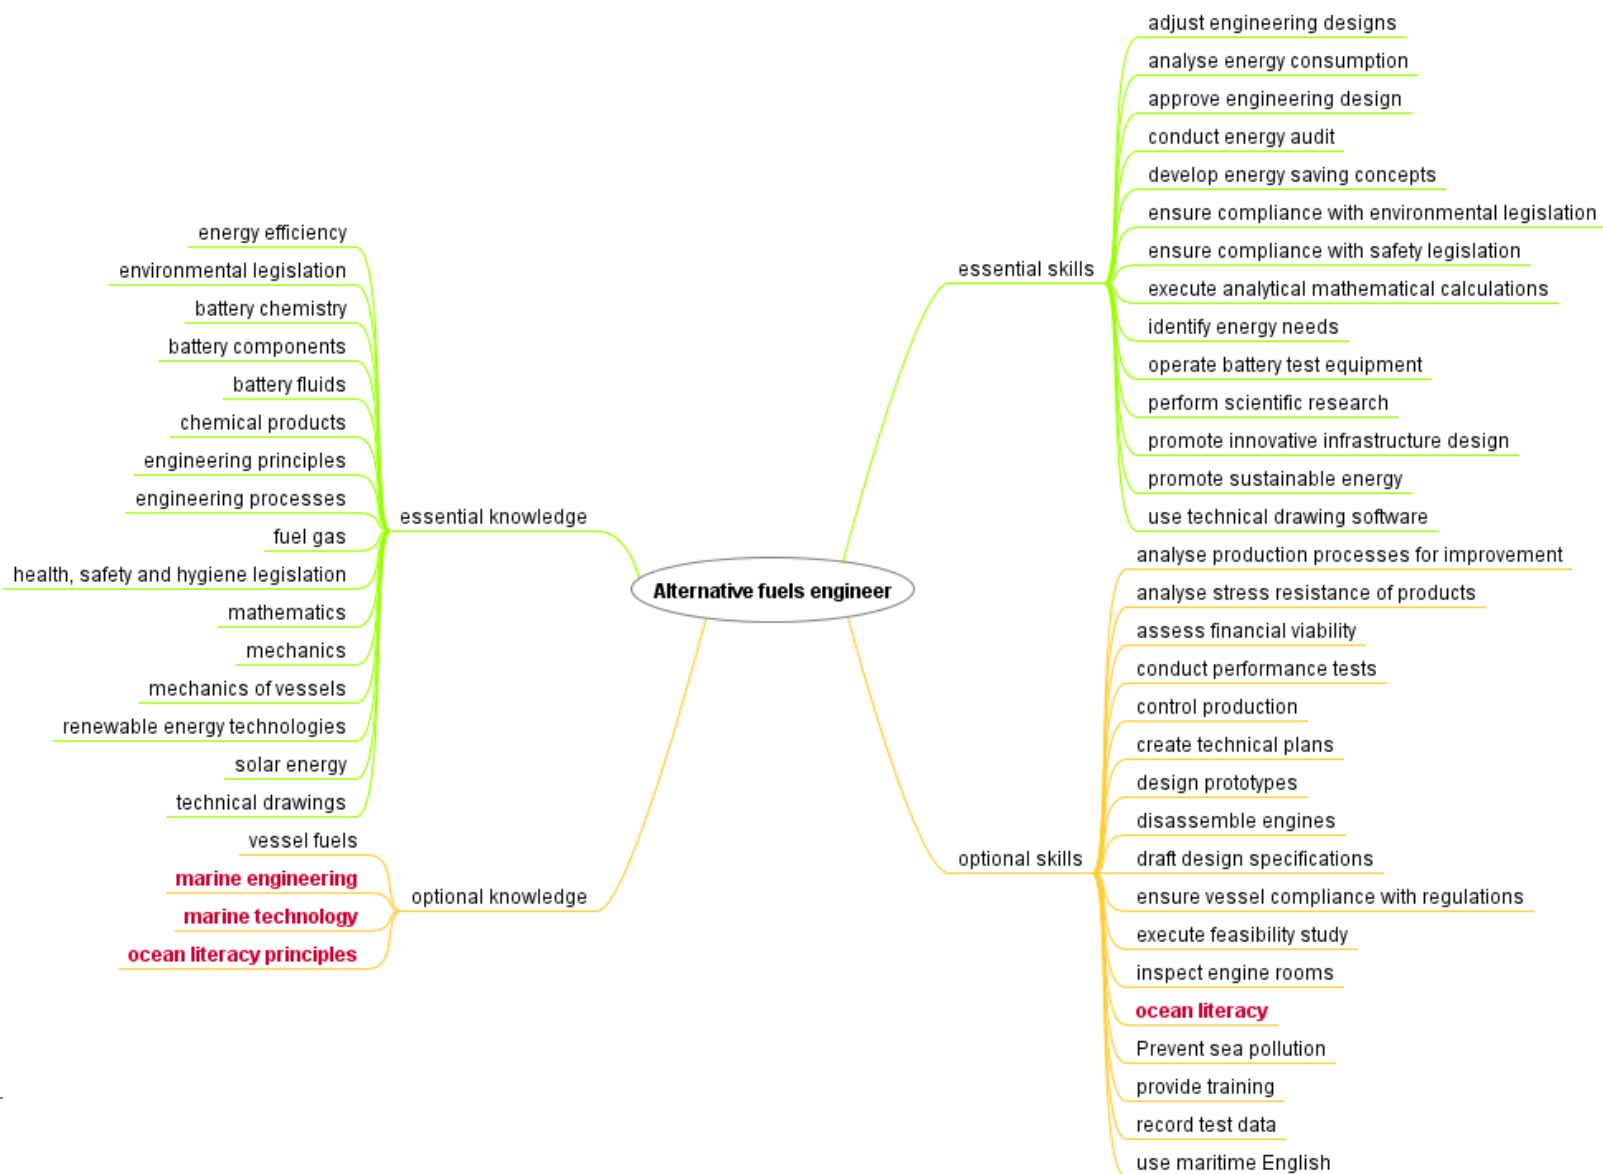 Alternative fuels engineer
essential knowledge
energy efficiency
environmental legislation
battery chemistry
battery components
battery fluids
chemical products
engineering principles
engineering processes
fuel gas
health, safety and hygiene legislation
mathematics
mechanics
mechanics of vessels
renewable energy technologies
solar energy
technical drawings
optional knowledge
vessel fuels
marine engineering
marine technology
ocean literacy principles
essential skills
adjust engineering designs
analyse energy consumption
approve engineering design
conduct energy audit
develop energy saving concepts
ensure compliance with environmental legislation
ensure compliance with safety legislation
execute analytical mathematical calculations
identify energy needs
operate battery test equipment
perform scientific research
promote innovative infrastructure design
promote sustainable energy
use technical drawing software
optional skills
analyse production processes for improvement
analyse stress resistance of products
assess financial viability
conduct performance tests
control production
create technical plans
design prototypes
disassemble engines
draft design specifications
ensure vessel compliance with regulations
execute feasibility study
inspect engine rooms
ocean literacy
Prevent sea pollution
provide training
record test data
use maritime English